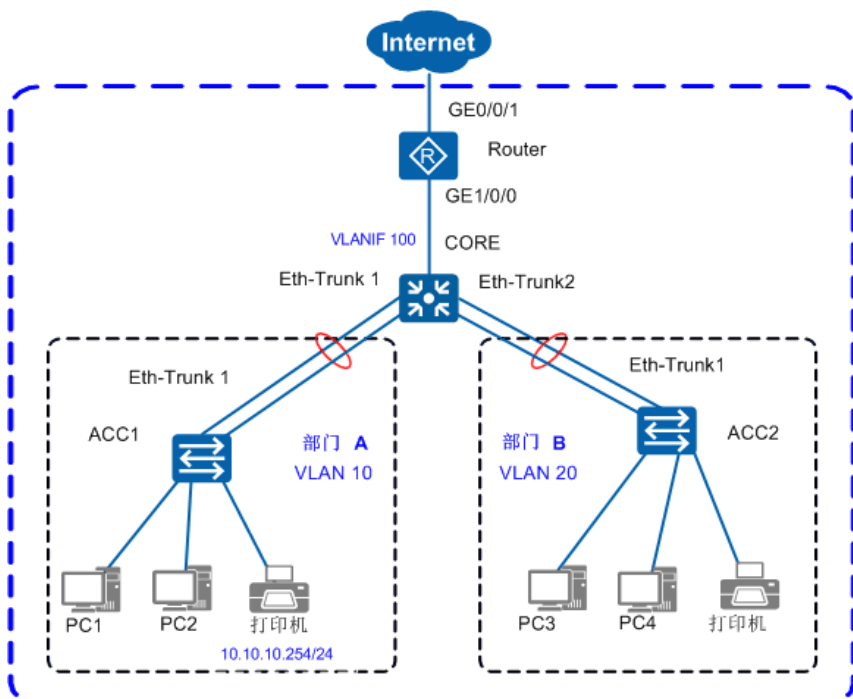 Internet
GE0/0/1
Router
GE1/0/0
VLANIF 100
CORE
Eth-Trunk 1
Eth-Trunk2
Eth-Trunk 1
Eth-Trunk1
ACC1
部门 A
VLAN 10
部门 B
VLAN 20
ACC2
PC1
PC2
打印机
10.10.10.254/24
PC3
PC4
打印机
R